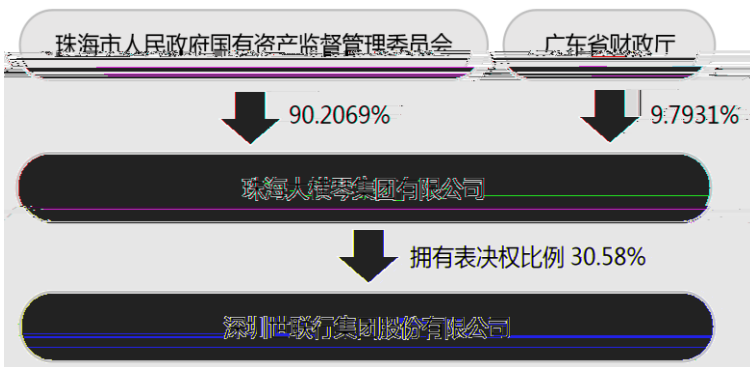 珠海市人民政府国有资产监督管理委员会
广东省财政厅
90.2069%
9.7931%
珠海大横琴集团有限公司
拥有表决权比例 30.58%
深圳世联行集团股份有限公司